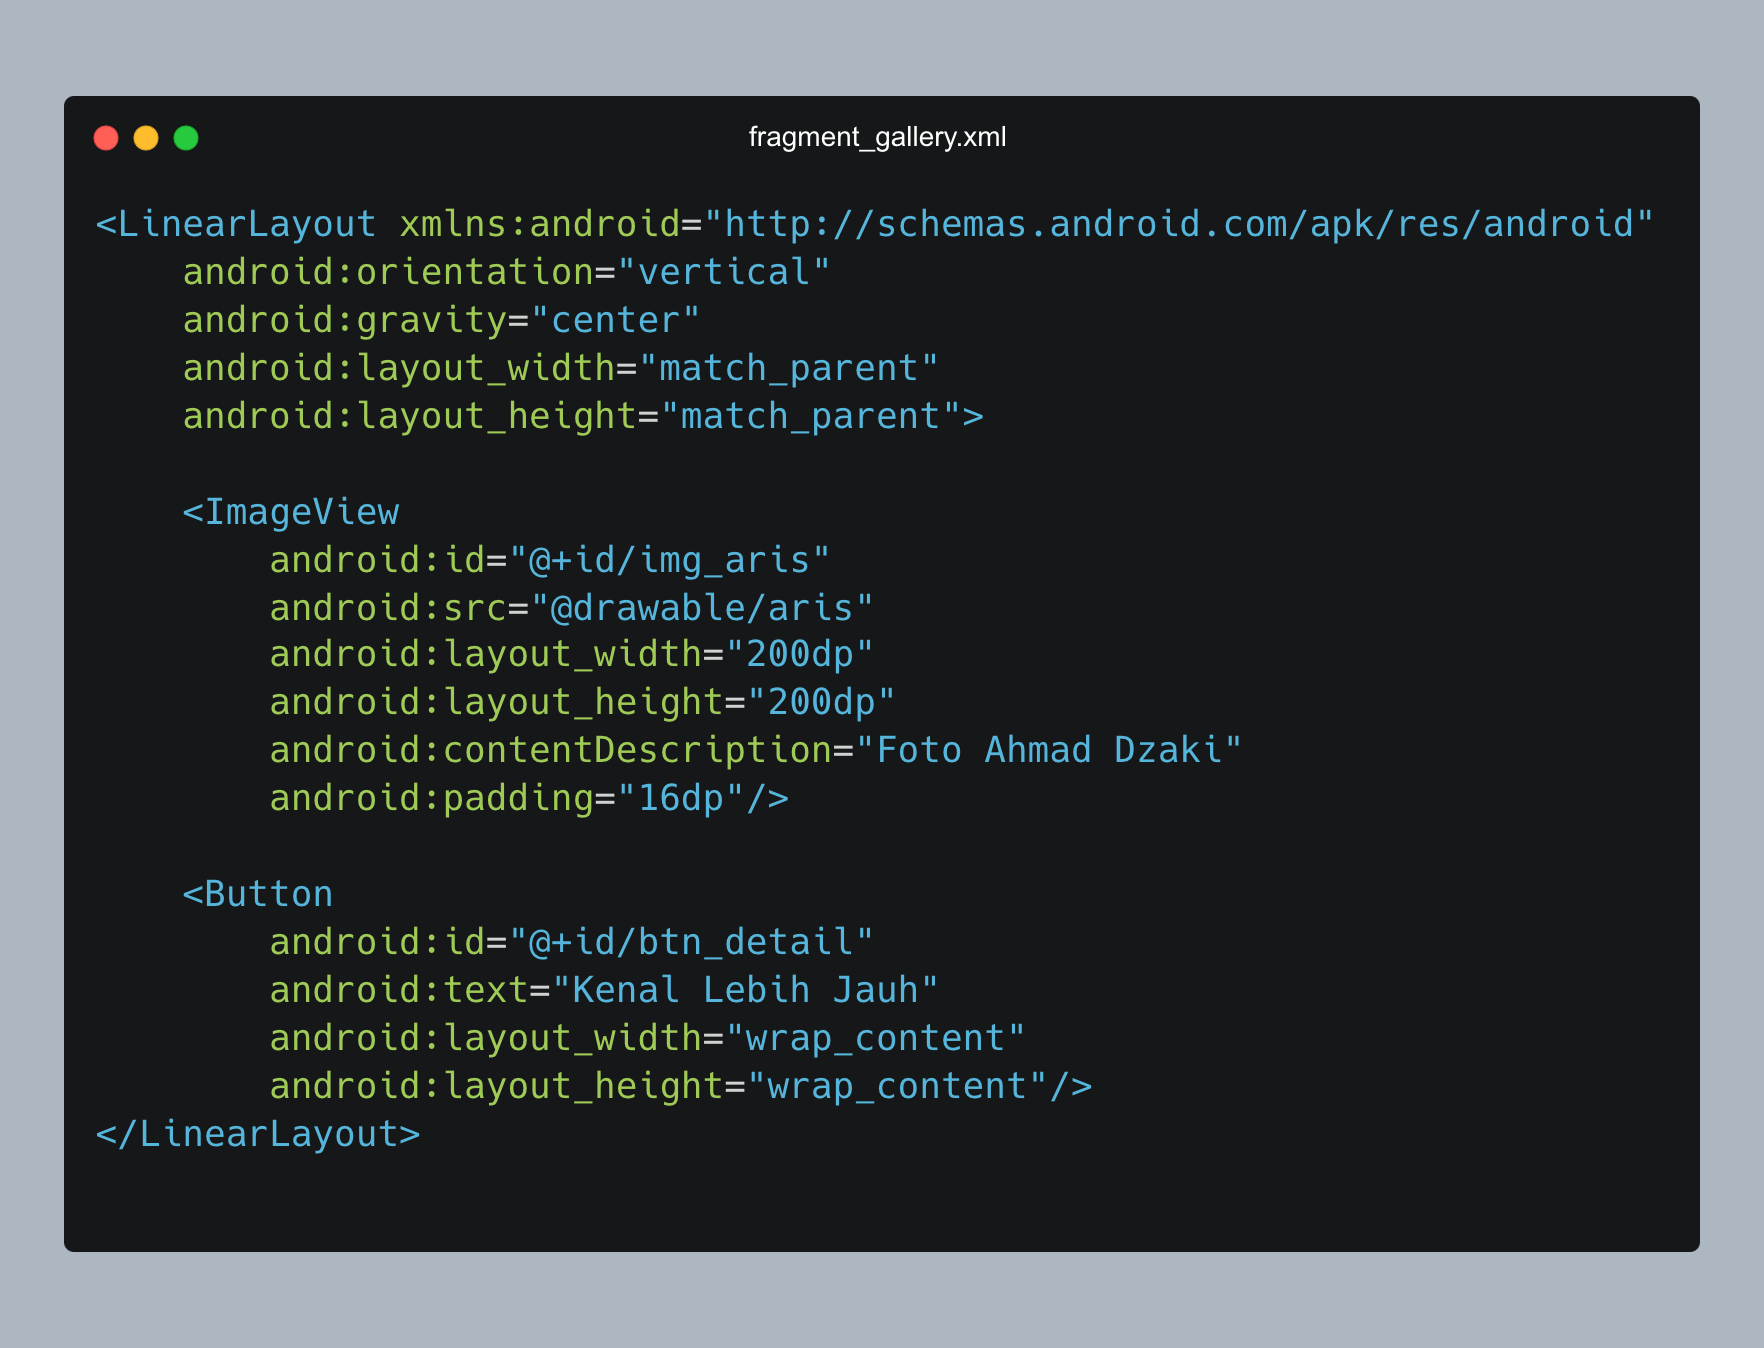 fragment_gallery.xml
<LinearLayout xmlns:android="http://schemas.android.com/apk/res/android"
    android:orientation="vertical"
    android:gravity="center"
    android:layout_width="match_parent"
    android:layout_height="match_parent">

    <ImageView
        android:id="@+id/img_aris"
        android:src="@drawable/aris"
        android:layout_width="200dp"
        android:layout_height="200dp"
        android:contentDescription="Foto Ahmad Dzaki"
        android:padding="16dp"/>

    <Button
        android:id="@+id/btn_detail"
        android:text="Kenal Lebih Jauh"
        android:layout_width="wrap_content"
        android:layout_height="wrap_content"/>
</LinearLayout>